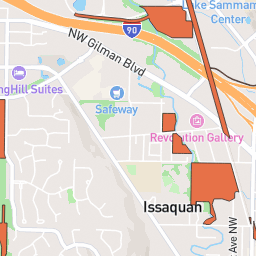 Lake Sammam
Center
90
NW Gilman Blvd
ngHill Suites
Safeway
Revolution Gallery
Issaquah
Ave NW